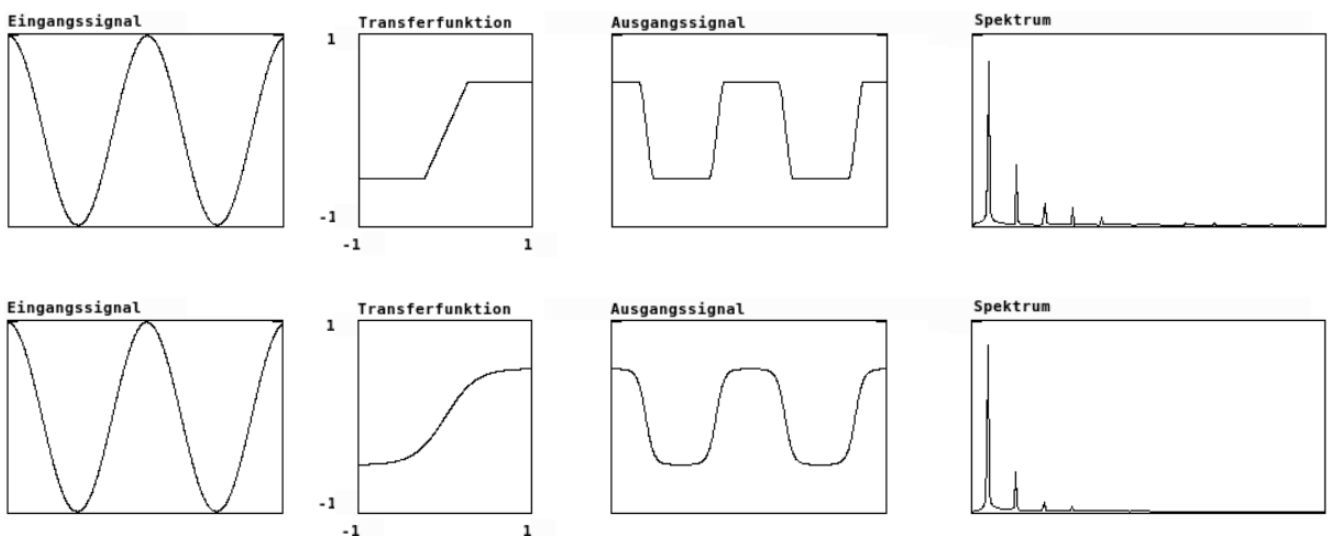 Eingangssignal
Transferfunktion
Ausgangssignal
Spektrum
1
-1
-1
1
Eingangssignal
Transferfunktion
Ausgangssignal
Spektrum
1
-1
-1
1